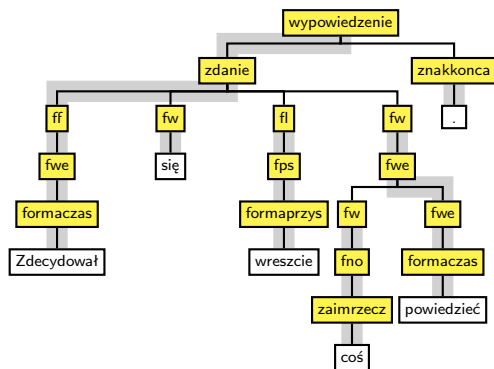 wypowiedzenie
zdanie znakkonca
ff fw fl fw .
fwe się fps fwe
formaczas formaprzys fw fwe
Zdecydował wreszcie fno formaczas
zaimrzecz powiedzieć
coś